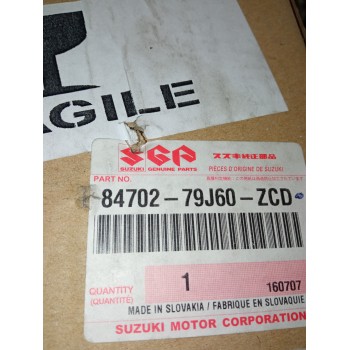 AGILE
SGP
SUZUKI GENUINE PARTS
スズキ純正部品
PIÈCES D'ORIGINE DE SUZUKI
PART NO.
84702-79J60-ZCD
QUANTITY
(QUANTITÉ)
1
160707
MADE IN SLOVAKIA / FABRIQUE EN SLOVAQUIE
SUZUKI MOTOR CORPORATION